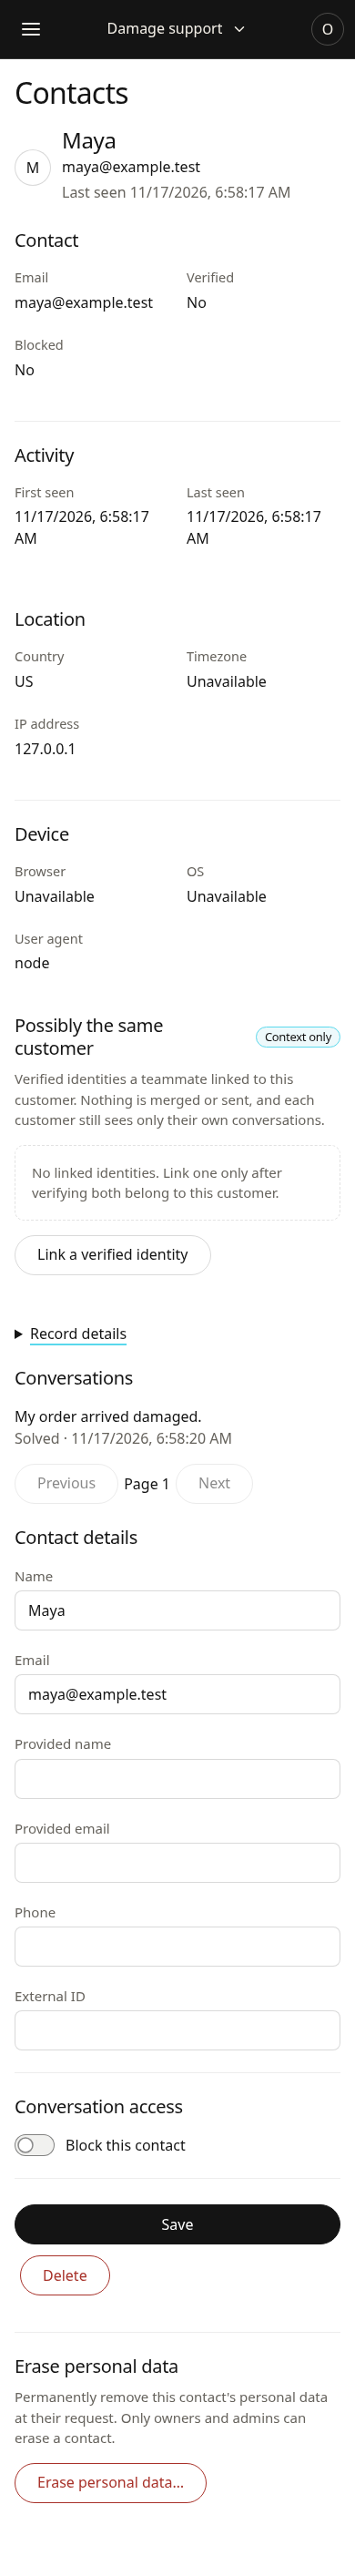 Damage support
O
Contacts
M
Maya
maya@example.test
Last seen 11/17/2026, 6:58:17 AM
Contact
Email
Verified
maya@example.test
No
Blocked
No
Activity
First seen
Last seen
11/17/2026, 6:58:17
AM
11/17/2026, 6:58:17
AM
Location
Country
Timezone
US
Unavailable
IP address
127.0.0.1
Device
Browser
OS
Unavailable
Unavailable
User agent
node
Possibly the same
customer
Context only
Verified identities a teammate linked to this
customer. Nothing is merged or sent, and each
customer still sees only their own conversations.
No linked identities. Link one only after
verifying both belong to this customer.
Link a verified identity
Record details
Conversations
My order arrived damaged.
Solved · 11/17/2026, 6:58:20 AM
Previous
Page 1
Next
Contact details
Name
Maya
Email
maya@example.test
Provided name
Provided email
Phone
External ID
Conversation access
Block this contact
Save
Delete
Erase personal data
Permanently remove this contact's personal data
at their request. Only owners and admins can
erase a contact.
Erase personal data...